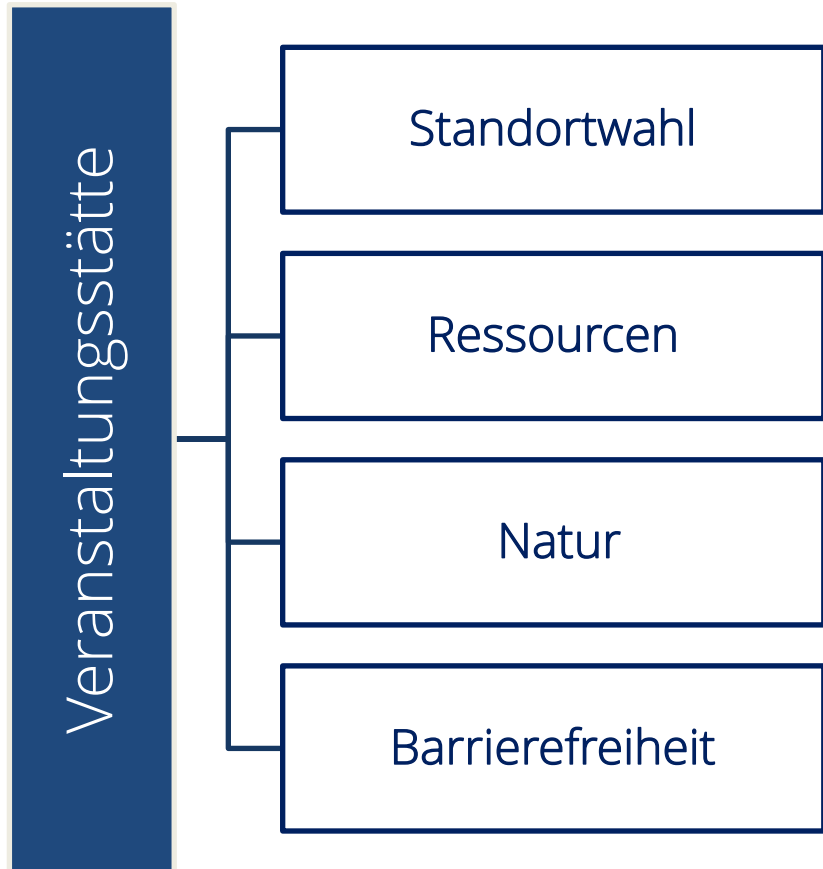 Veranstaltungsstätte
Standortwahl
Ressourcen
Natur
Barrierefreiheit